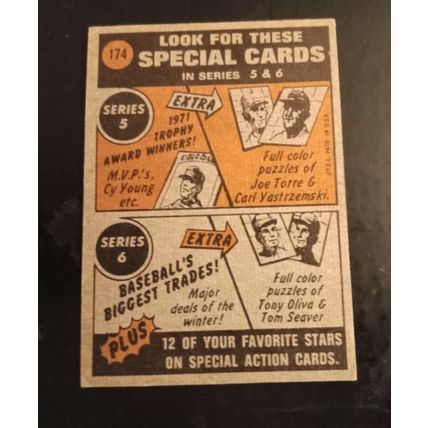 174
LOOK FOR THESE
SPECIAL CARDS
IN SERIES 5 & 6
SERIES
5
EXTRA
1971
TROPHY
AWARD WINNERS!
M.V.P.'s.
Cy Young
etc.
Full color
puzzles of
Joe Torre &
Carl Yastrzemski.
SERIES
6
EXTRA
BASEBALL'S
BIGGEST TRADES!
Major
deals of the
winter!
Full color
puzzles of
Tony Oliva &
Tom Seaver
PLUS
12 OF YOUR FAVORITE STARS
ON SPECIAL ACTION CARDS.